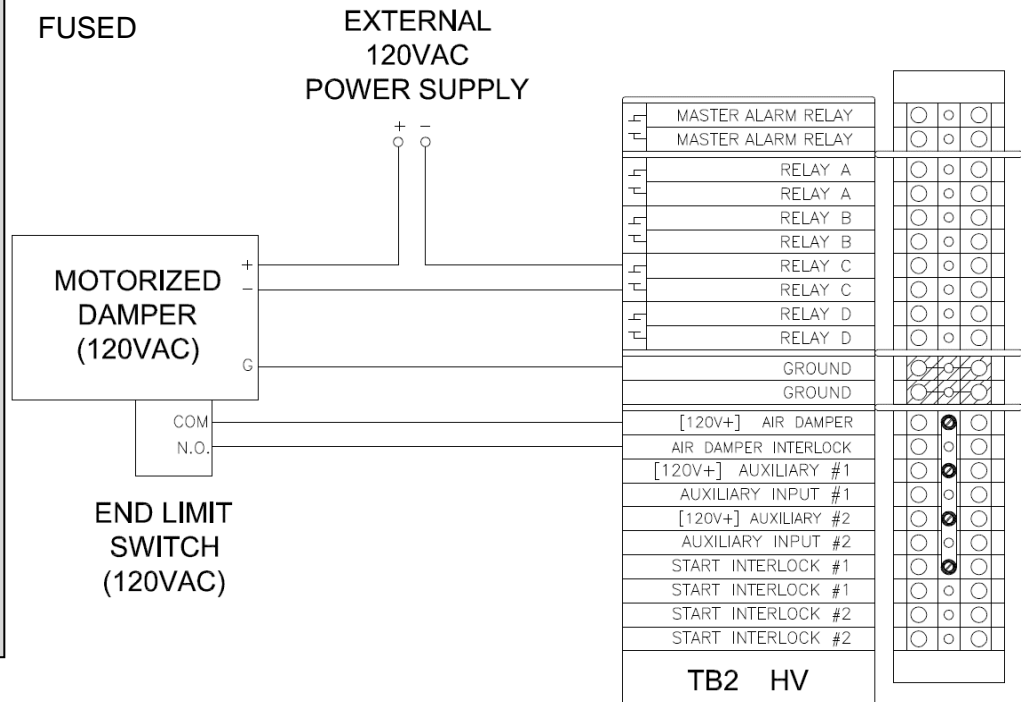 FUSED
EXTERNAL
120VAC
POWER SUPPLY
+ −
MOTORIZED
DAMPER
(120VAC)
+
−
G
COM
N.O.
END LIMIT
SWITCH
(120VAC)
MASTER ALARM RELAY
MASTER ALARM RELAY
RELAY A
RELAY A
RELAY B
RELAY B
RELAY C
RELAY C
RELAY D
RELAY D
GROUND
GROUND
[120V+] AIR DAMPER
AIR DAMPER INTERLOCK
[120V+] AUXILIARY #1
AUXILIARY INPUT #1
[120V+] AUXILIARY #2
AUXILIARY INPUT #2
START INTERLOCK #1
START INTERLOCK #1
START INTERLOCK #2
START INTERLOCK #2
TB2 HV